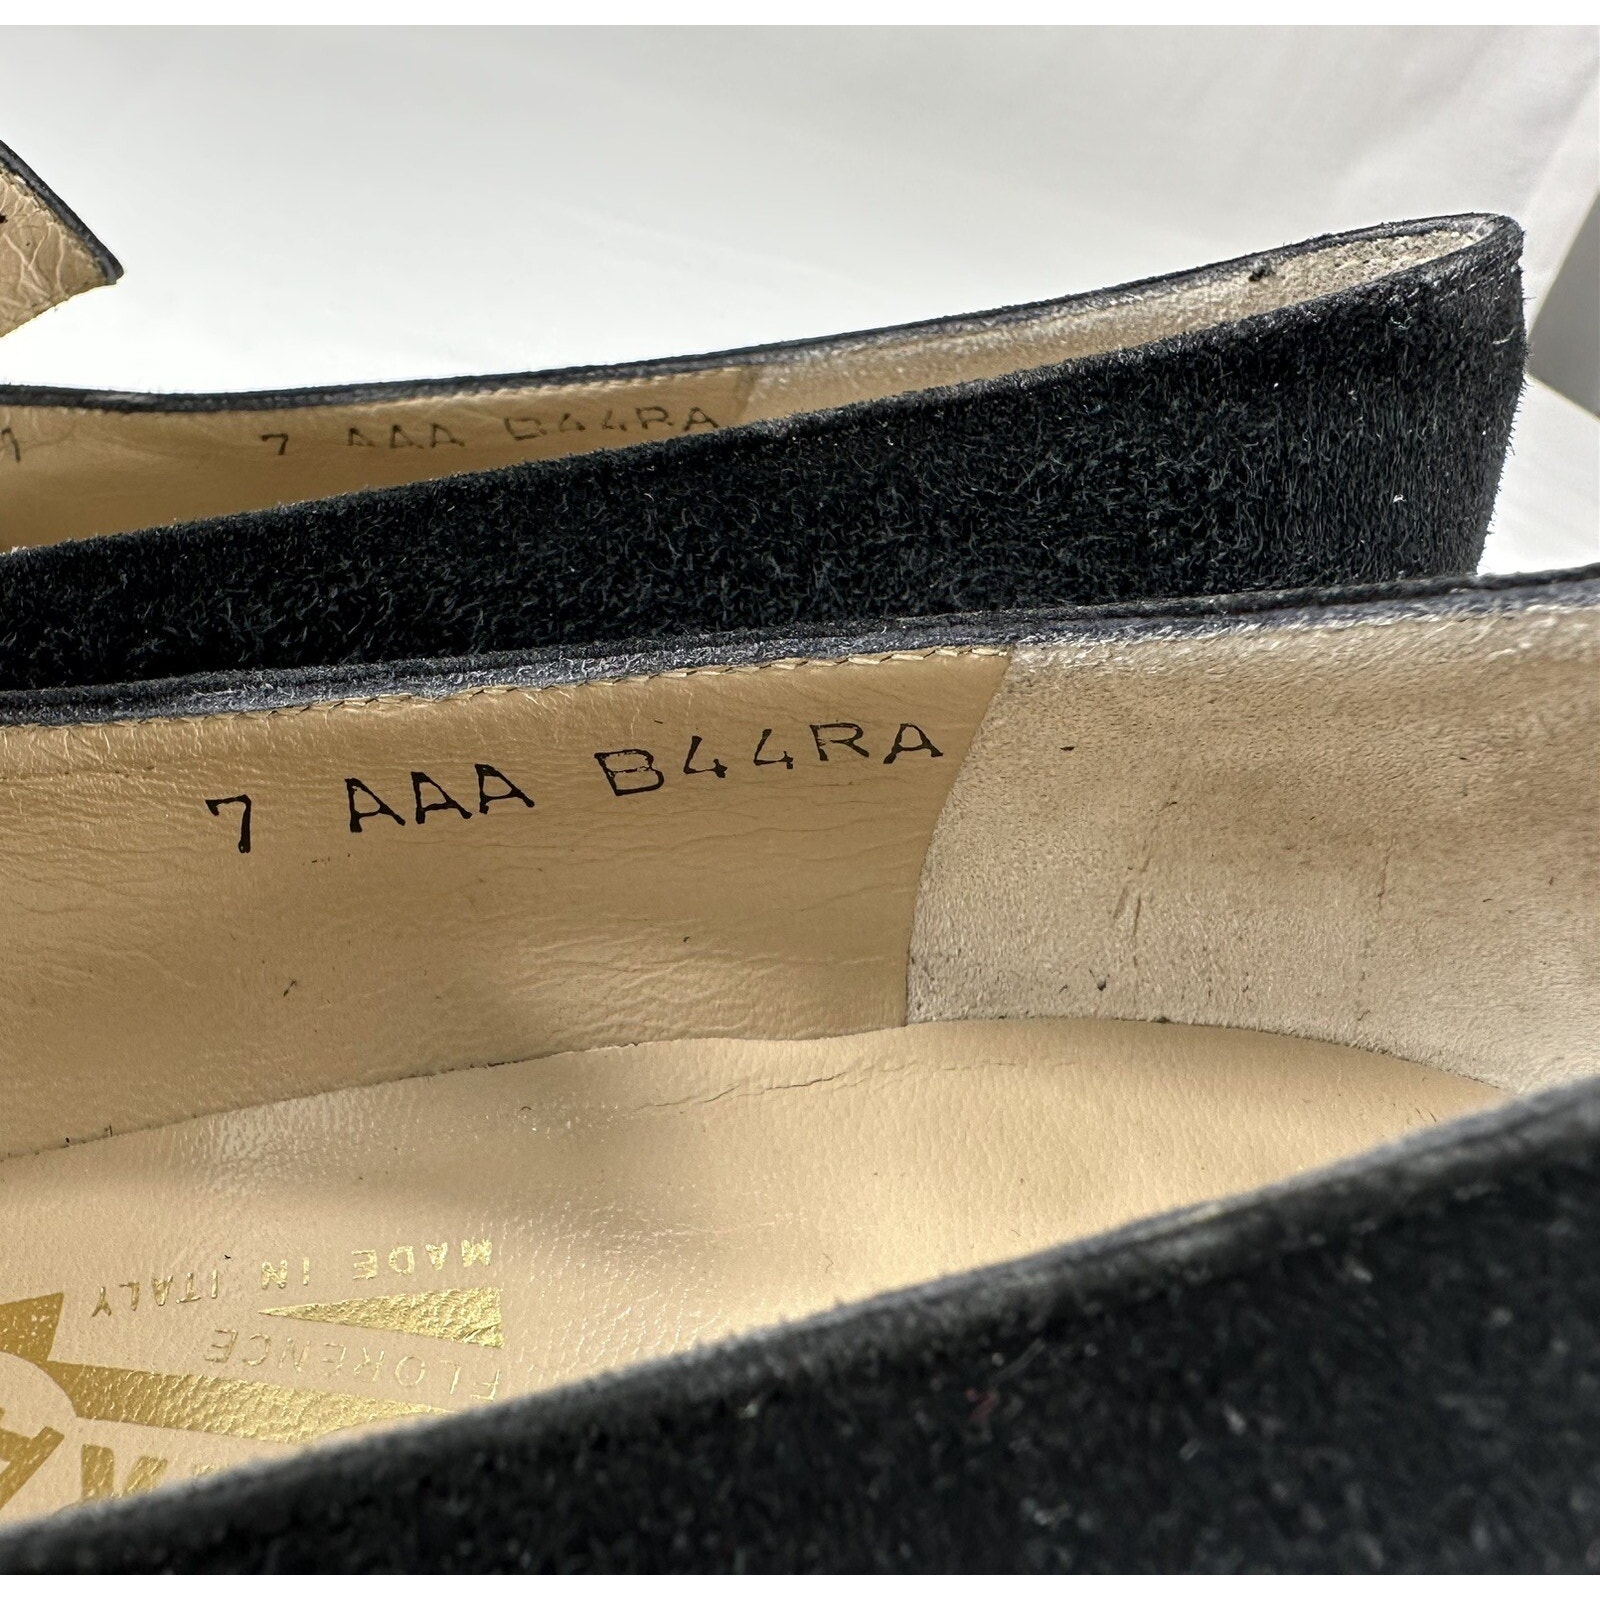 7 AAA B44RA
7 AAA B44RA
MADE IN ITALY
FLORENCE